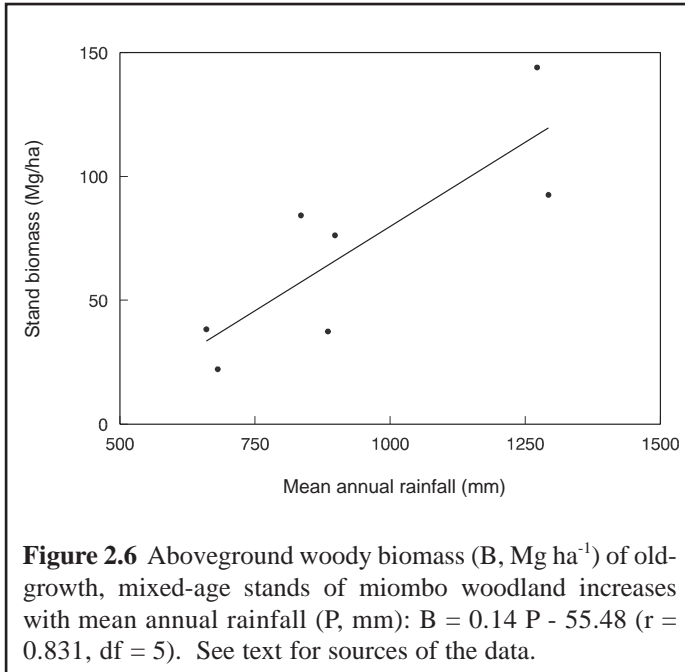 150
100
50
0
500
750
1000
1250
1500
Stand biomass (Mg/ha)
Mean annual rainfall (mm)
Figure 2.6 Aboveground woody biomass (B, Mg ha-1) of old-
growth, mixed-age stands of miombo woodland increases
with mean annual rainfall (P, mm): B = 0.14 P - 55.48 (r =
0.831, df = 5). See text for sources of the data.